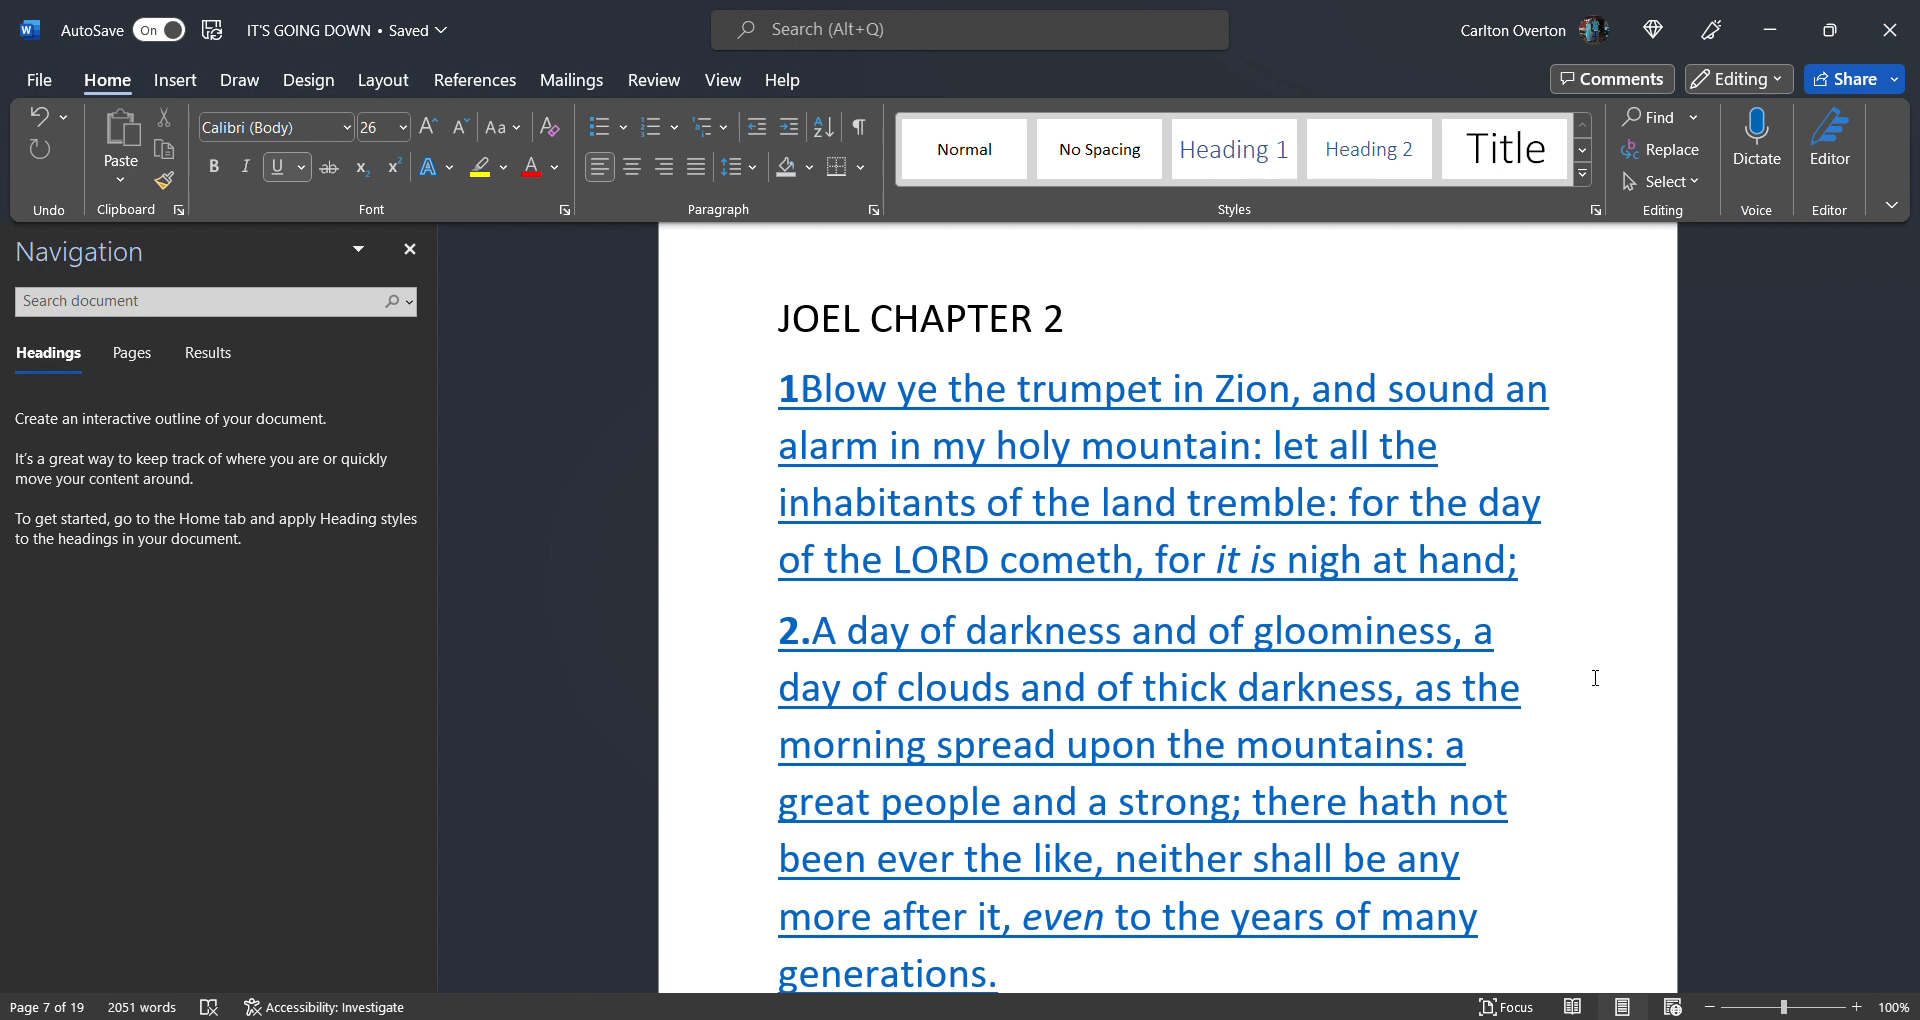 AutoSave On IT'S GOING DOWN • Saved Search (Alt+Q) Carlton Overton
File Home Insert Draw Design Layout References Mailings Review View Help Comments Editing Share
Calibri (Body) 26 Aa
Paste
B I U ab x₂ x² A A
Normal No Spacing Heading 1 Heading 2 Title
Find
Replace
Select
Dictate Editor
Undo Clipboard Font Paragraph Styles Editing Voice Editor
Navigation
Search document
Headings Pages Results
Create an interactive outline of your document.
It's a great way to keep track of where you are or quickly
move your content around.
To get started, go to the Home tab and apply Heading styles
to the headings in your document.
JOEL CHAPTER 2
1Blow ye the trumpet in Zion, and sound an
alarm in my holy mountain: let all the
inhabitants of the land tremble: for the day
of the LORD cometh, for it is nigh at hand;
2.A day of darkness and of gloominess, a
day of clouds and of thick darkness, as the
morning spread upon the mountains: a
great people and a strong; there hath not
been ever the like, neither shall be any
more after it, even to the years of many
generations.
Page 7 of 19 2051 words Accessibility: Investigate Focus 100%